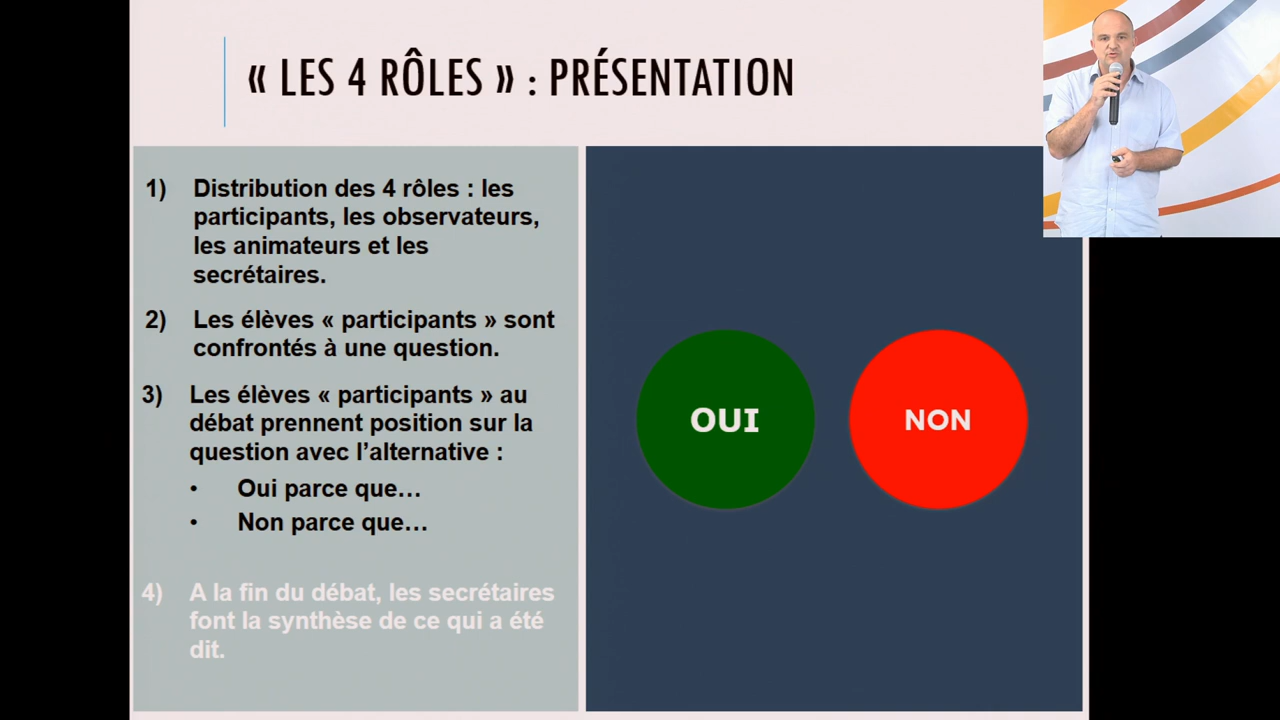 « LES 4 RÔLES » : PRÉSENTATION
1) Distribution des 4 rôles : les
participants, les observateurs,
les animateurs et les
secrétaires.
2) Les élèves « participants » sont
confrontés à une question.
3) Les élèves « participants » au
débat prennent position sur la
question avec l’alternative :
• Oui parce que…
• Non parce que…
4) A la fin du débat, les secrétaires
font la synthèse de ce qui a été
dit.
OUI
NON